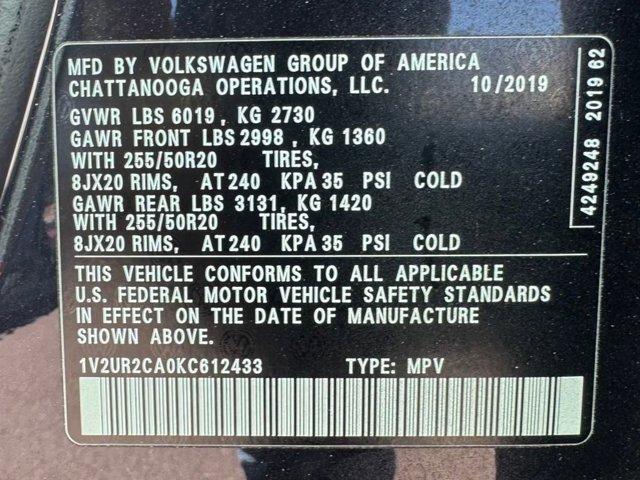 MFD BY VOLKSWAGEN GROUP OF AMERICA
CHATTANOOGA OPERATIONS, LLC. 10/2019
GVWR LBS 6019, KG 2730
GAWR FRONT LBS 2998, KG 1360
WITH 255/50R20 TIRES,
8JX20 RIMS, AT 240 KPA 35 PSI COLD
GAWR REAR LBS 3131, KG 1420
WITH 255/50R20 TIRES,
8JX20 RIMS, AT 240 KPA 35 PSI COLD
THIS VEHICLE CONFORMS TO ALL APPLICABLE
U.S. FEDERAL MOTOR VEHICLE SAFETY STANDARDS
IN EFFECT ON THE DATE OF MANUFACTURE
SHOWN ABOVE.
1V2UR2CA0KC612433 TYPE: MPV
4249248 2019 62